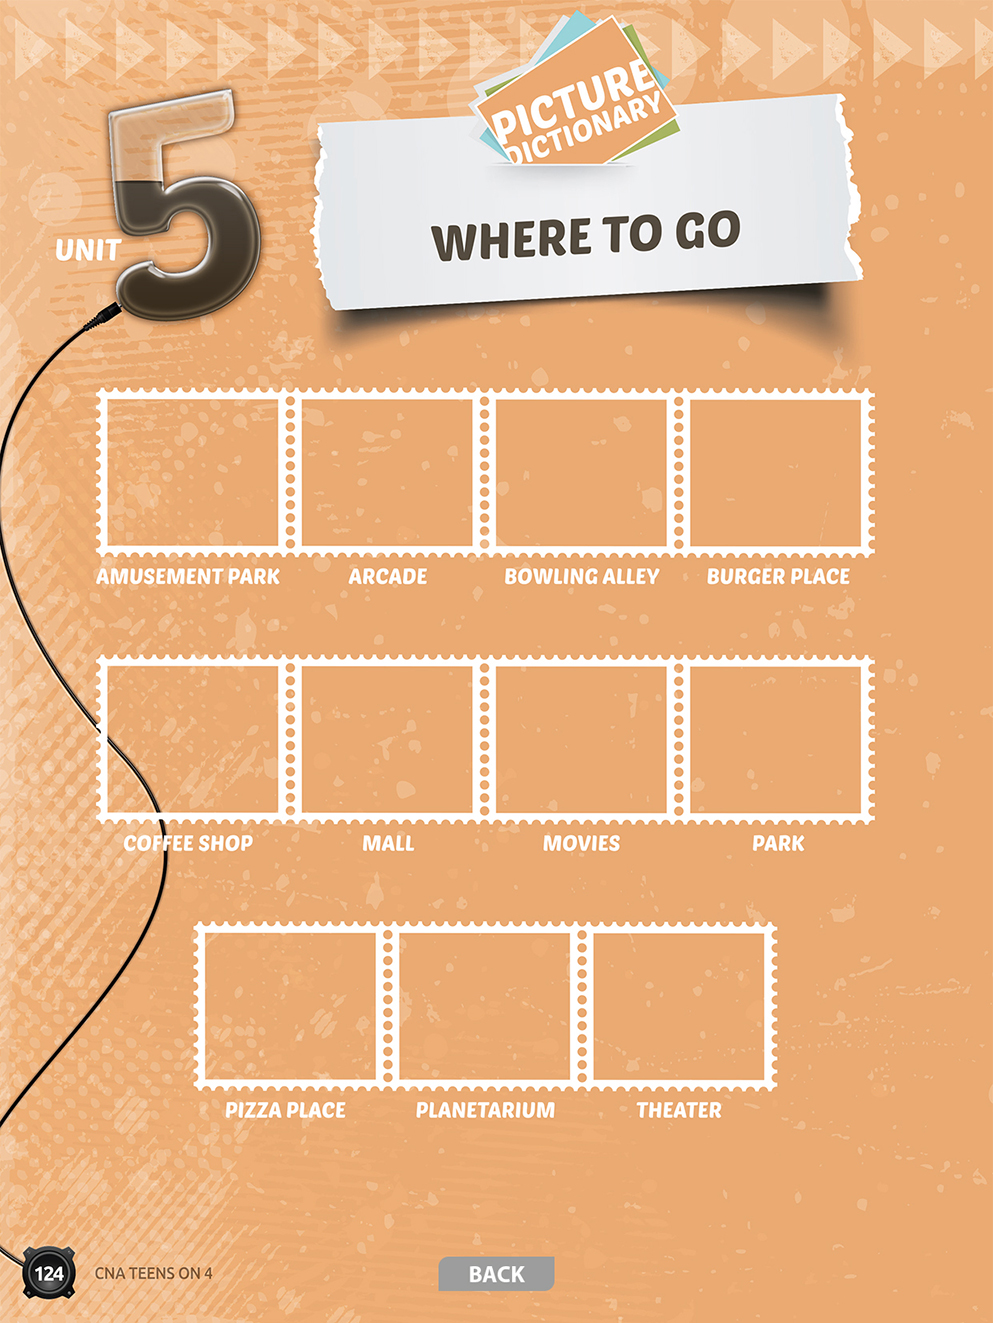 PICTURE
DICTIONARY
5
UNIT
WHERE TO GO
AMUSEMENT PARK
ARCADE
BOWLING ALLEY
BURGER PLACE
COFFEE SHOP
MALL
MOVIES
PARK
PIZZA PLACE
PLANETARIUM
THEATER
124
CNA TEENS ON 4
BACK